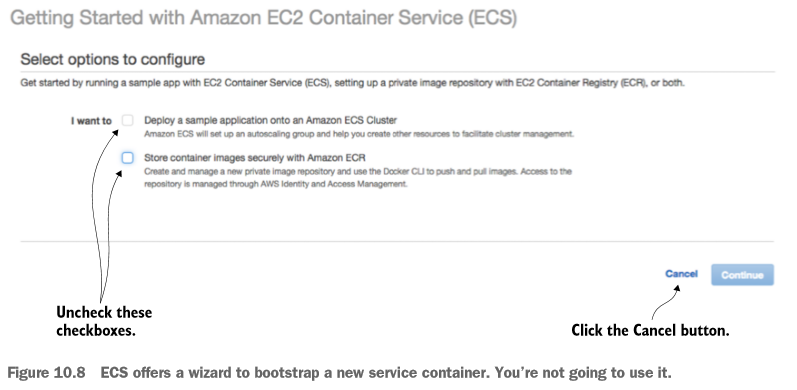 Getting Started with Amazon EC2 Container Service (ECS)
Select options to configure
Get started by running a sample app with EC2 Container Service (ECS), setting up a private image repository with EC2 Container Registry (ECR), or both.
I want to
Deploy a sample application onto an Amazon ECS Cluster
Amazon ECS will set up an autoscaling group and help you create other resources to facilitate cluster management.
Store container images securely with Amazon ECR
Create and manage a new private image repository and use the Docker CLI to push and pull images. Access to the
repository is managed through AWS Identity and Access Management.
Cancel
Continue
Uncheck these
checkboxes.
Click the Cancel button.
Figure 10.8 ECS offers a wizard to bootstrap a new service container. You're not going to use it.